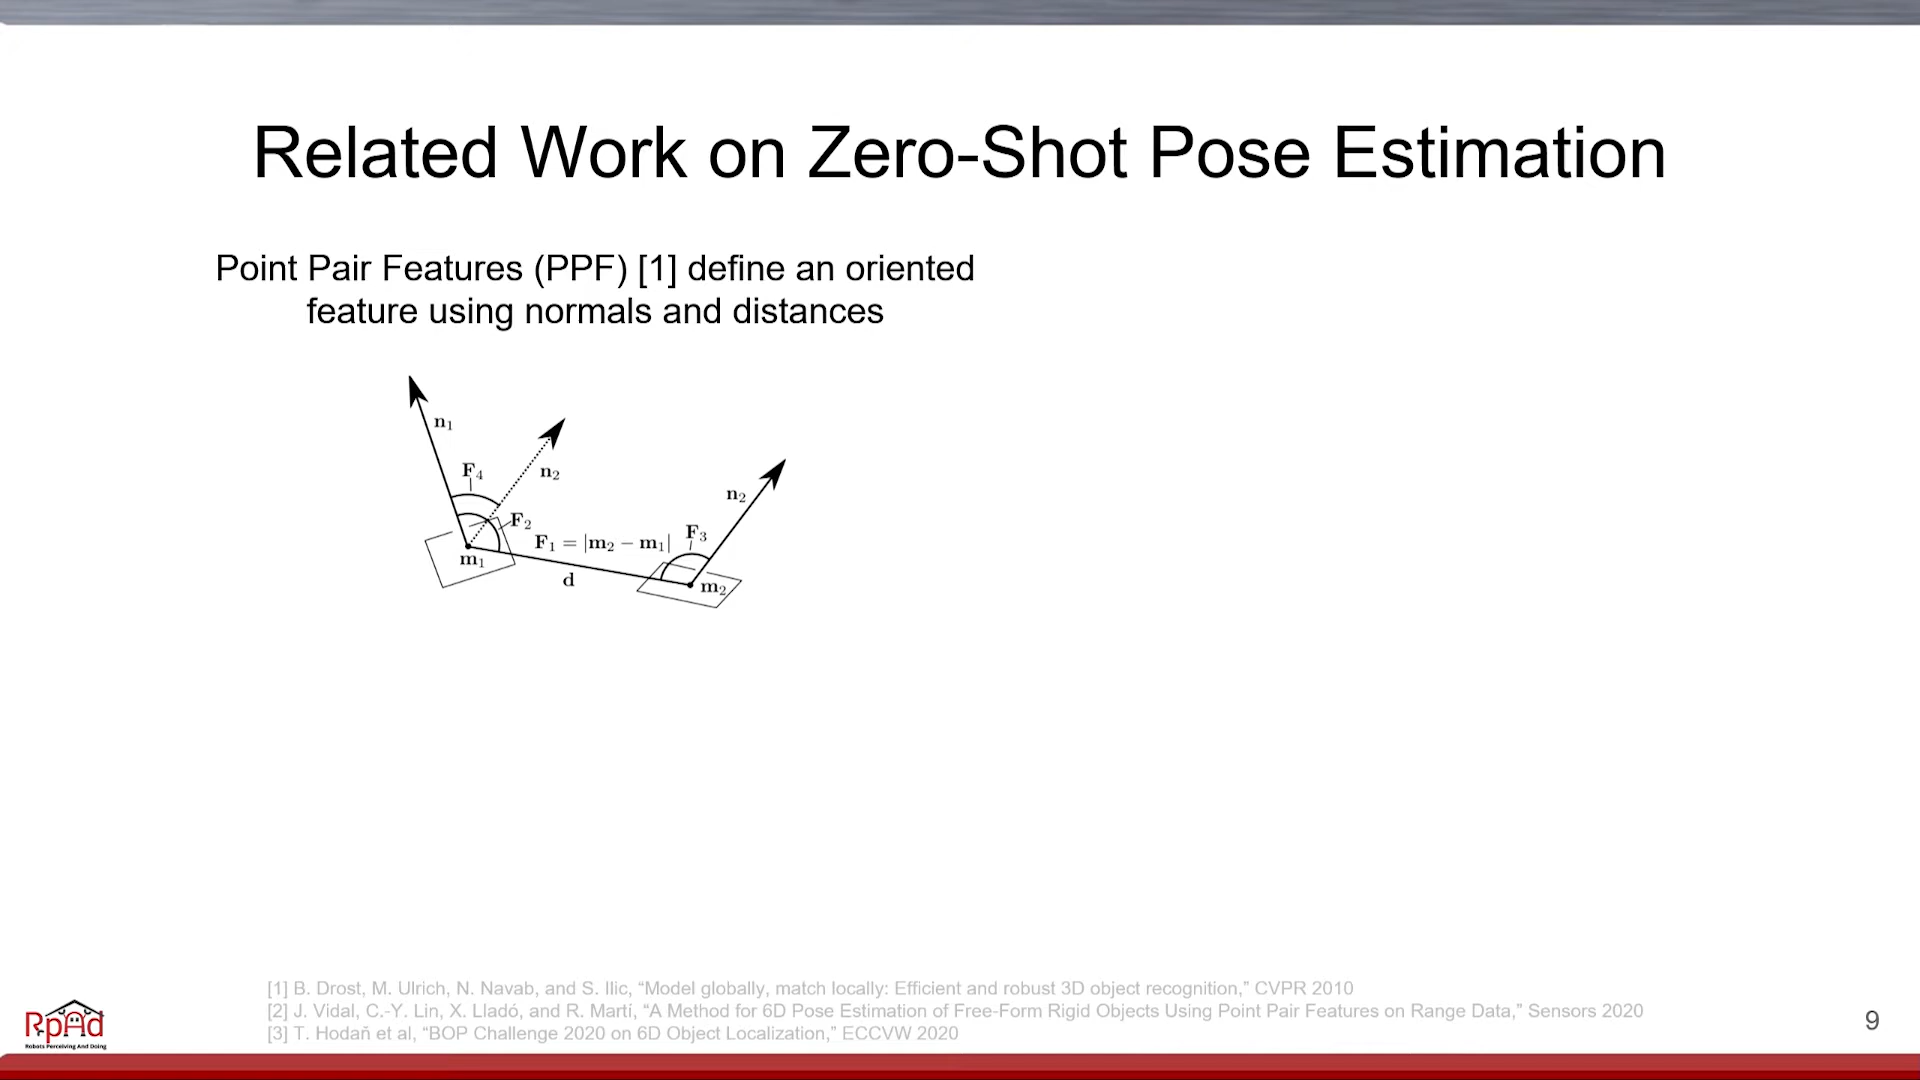 Related Work on Zero-Shot Pose Estimation
Point Pair Features (PPF) [1] define an oriented
feature using normals and distances
n₁
F₄
n₂
n₂
F₂
F₁ = |m₂ − m₁|
F₃
m₁
d
m₂
[1] B. Drost, M. Ulrich, N. Navab, and S. Ilic, “Model globally, match locally: Efficient and robust 3D object recognition,” CVPR 2010
[2] J. Vidal, C.-Y. Lin, X. Lladó, and R. Martí, “A Method for 6D Pose Estimation of Free-Form Rigid Objects Using Point Pair Features on Range Data,” Sensors 2020
[3] T. Hodaň et al, “BOP Challenge 2020 on 6D Object Localization,” ECCVW 2020
RpAd
Robots Perceiving And Doing
9